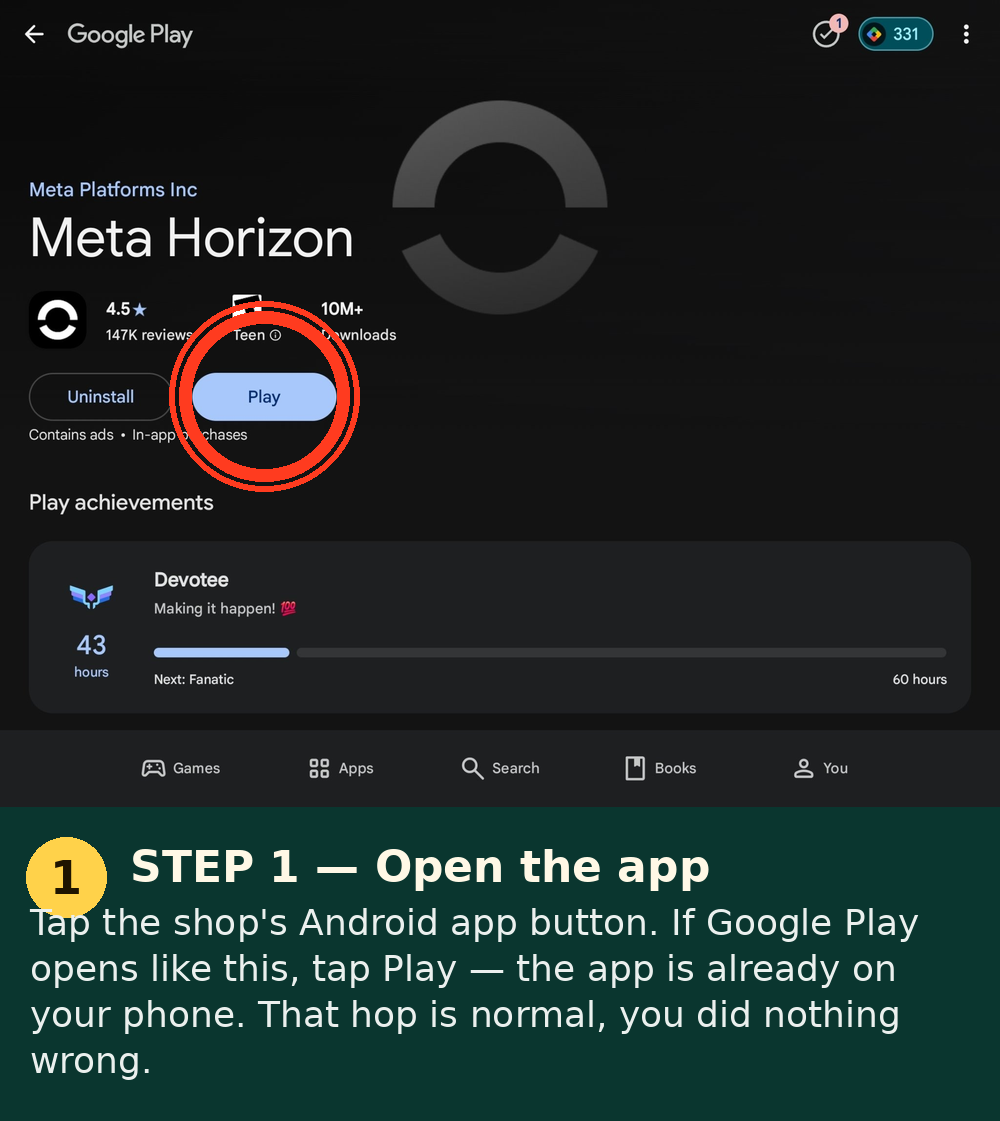 Google Play
1
331
Meta Platforms Inc
Meta Horizon
4.5★
10M+
147K reviews
Teen
Downloads
Uninstall
Play
Contains ads • In-app purchases
Play achievements
Devotee
Making it happen! 💯
43
hours
Next: Fanatic
60 hours
Games
Apps
Search
Books
You
1
STEP 1 — Open the app
Tap the shop's Android app button. If Google Play
opens like this, tap Play — the app is already on
your phone. That hop is normal, you did nothing
wrong.